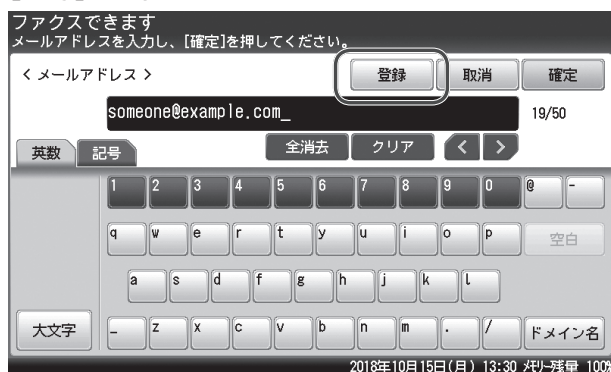 ファクスできます
メールアドレスを入力し、[確定]を押してください。
< メールアドレス > 登録 取消 確定
someone@example.com_ 19/50
英数 記号 全消去 クリア < >
1 2 3 4 5 6 7 8 9 0 @ -
q w e r t y u i o p 空白
a s d f g h j k l
大文字 _ z x c v b n m . / ドメイン名
2018年10月15日(月) 13:30 メモリー残量 100%